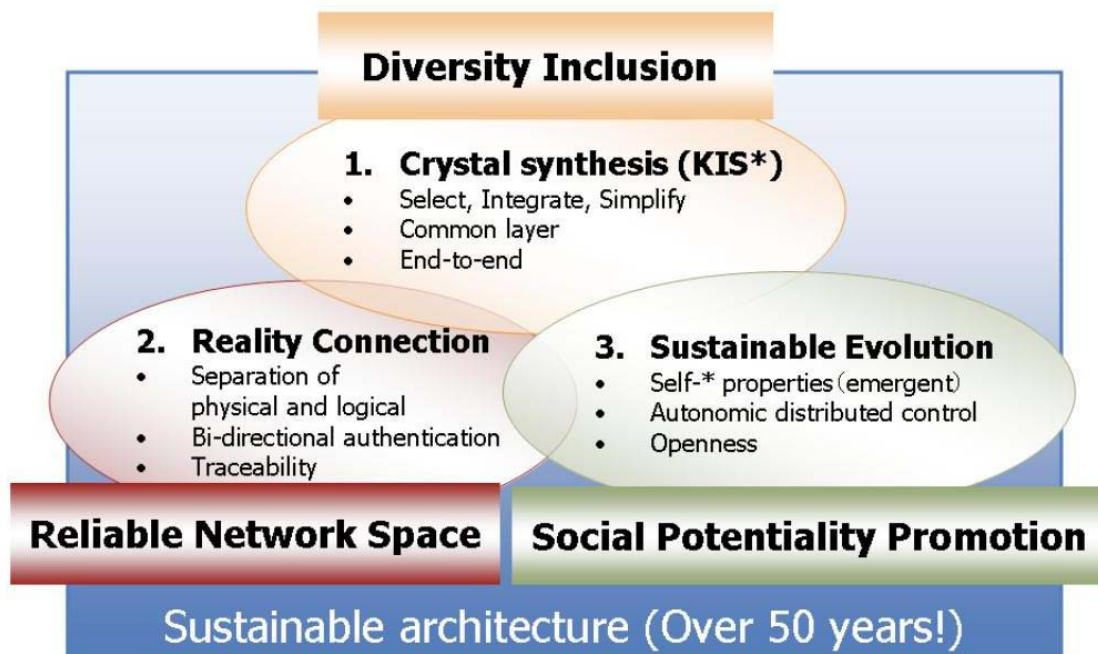 Diversity Inclusion
1. Crystal synthesis (KIS*)
• Select, Integrate, Simplify
• Common layer
• End-to-end
2. Reality Connection
• Separation of
physical and logical
• Bi-directional authentication
• Traceability
3. Sustainable Evolution
• Self-* properties(emergent)
• Autonomic distributed control
• Openness
Reliable Network Space
Social Potentiality Promotion
Sustainable architecture (Over 50 years!)